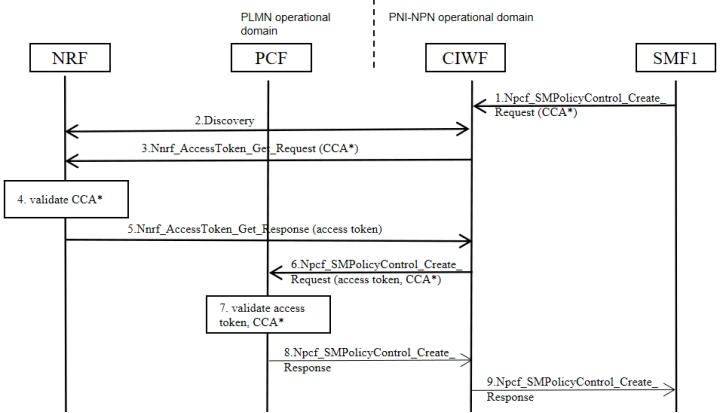 PLMN operational
domain
PNI-NPN operational domain
NRF
PCF
CIWF
SMF1
1.Npcf_SMPolicyControl_Create_
Request (CCA*)
2.Discovery
3.Nnrf_AccessToken_Get_Request (CCA*)
4. validate CCA*
5.Nnrf_AccessToken_Get_Response (access token)
6.Npcf_SMPolicyControl_Create_
Request (access token, CCA*)
7. validate access
token, CCA*
8.Npcf_SMPolicyControl_Create_
Response
9.Npcf_SMPolicyControl_Create_
Response